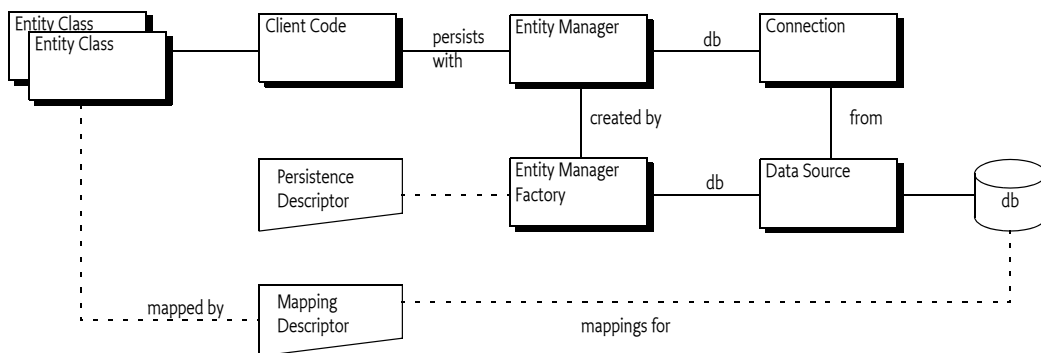 Entity Class
Entity Class
Client Code
persists
with
Entity Manager
db
Connection
created by
from
Persistence
Descriptor
Entity Manager
Factory
db
Data Source
db
mapped by
Mapping
Descriptor
mappings for